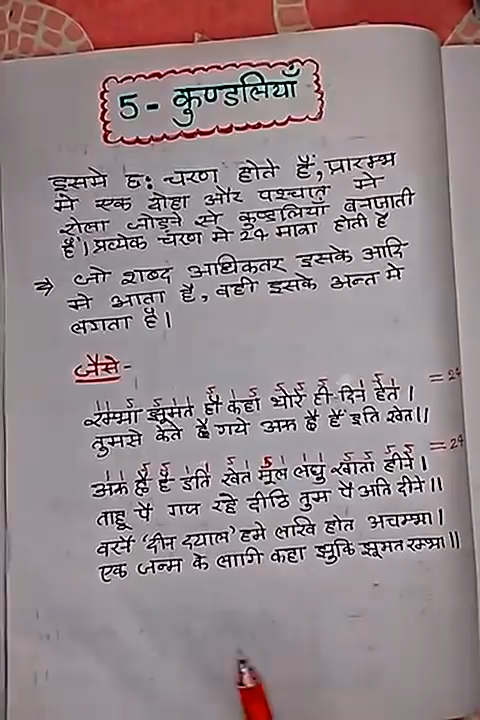 5 - कुण्डलियाँ
इसमे छः चरण होते हैं, प्रारम्भ
मे एक दोहा और पश्चात मे
रोला जोड़ने से कुण्डलियाँ बनजाती
है। प्रत्येक चरण मे 24 मात्रा होती है
⇒ जो शब्द अधिकतर इसके आदि
मे आता है, वही इसके अन्त मे
लगता है।
जैसे -
रम्भा झुमत हौ कहाँ थोरे ही दिन हेत। = 24
तुमसे केते है गये अरू है हैं इति खेत॥
अरू है है इति खेत मूल लघु खाता हीने। = 24
ताहू पै गज रहे दीठि तुम पै अति दीने॥
वरनै 'दीन दयाल' हमे लखि होत अचम्भा।
एक जन्म के लागि कहा झुकि झूमत रम्भा॥